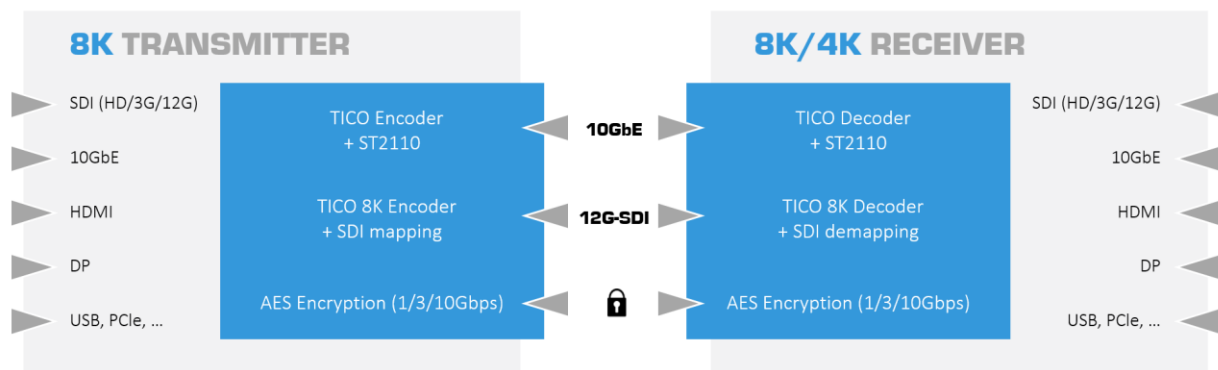 8K TRANSMITTER
SDI (HD/3G/12G)
10GbE
HDMI
DP
USB, PCIe, ...
TICO Encoder
+ ST2110
TICO 8K Encoder
+ SDI mapping
AES Encryption (1/3/10Gbps)
10GbE
12G-SDI
8K/4K RECEIVER
TICO Decoder
+ ST2110
TICO 8K Decoder
+ SDI demapping
AES Encryption (1/3/10Gbps)
SDI (HD/3G/12G)
10GbE
HDMI
DP
USB, PCIe, ...